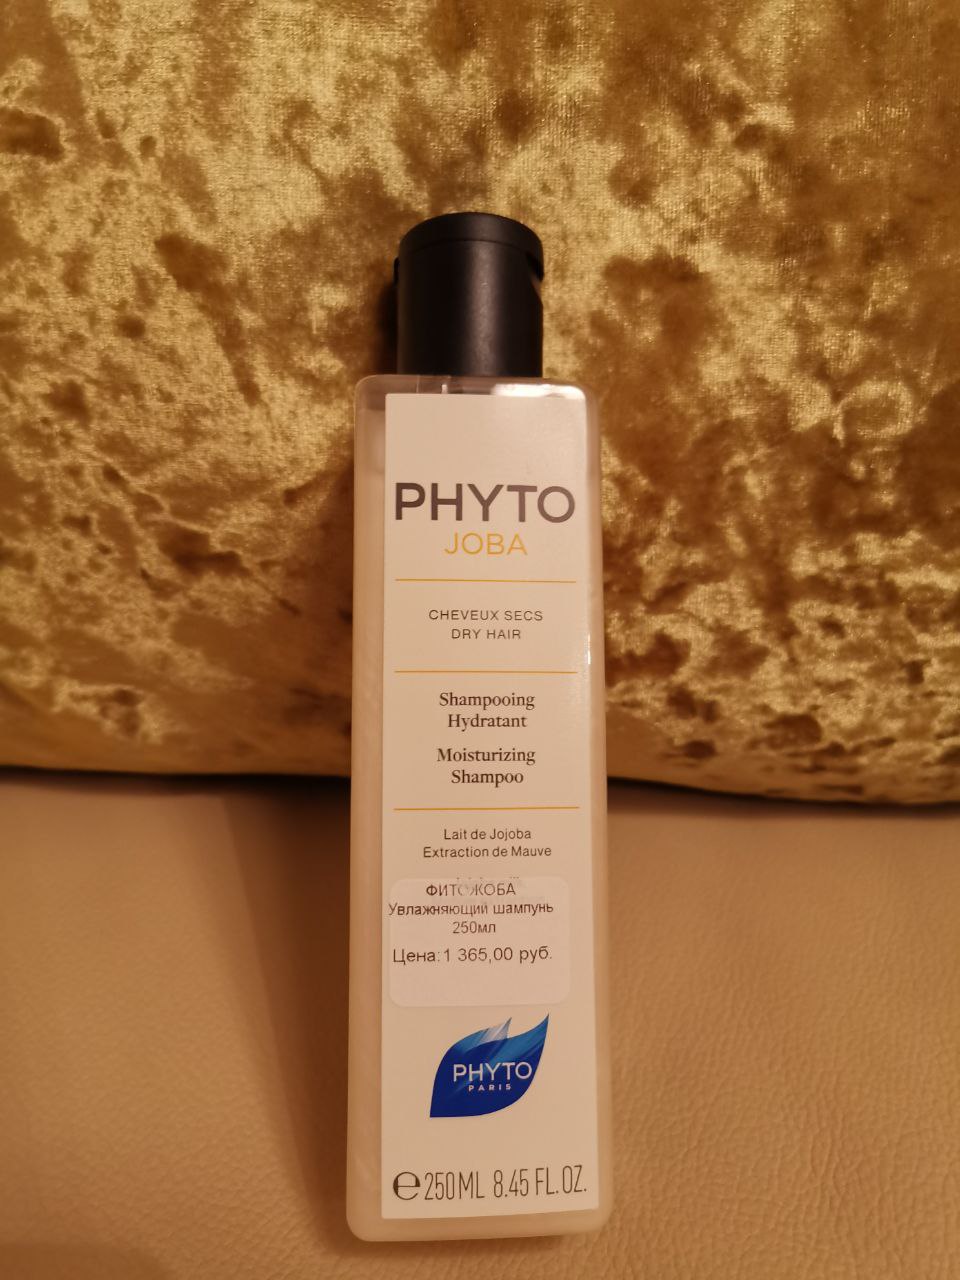 PHYTO
JOBA
CHEVEUX SECS
DRY HAIR
Shampooing
Hydratant
Moisturizing
Shampoo
Lait de Jojoba
Extraction de Mauve
ФИТОЖОБА
Увлажняющий шампунь
250мл
Цена:1 365,00 руб.
PHYTO
PARIS
℮250ML 8.45 FL.OZ.